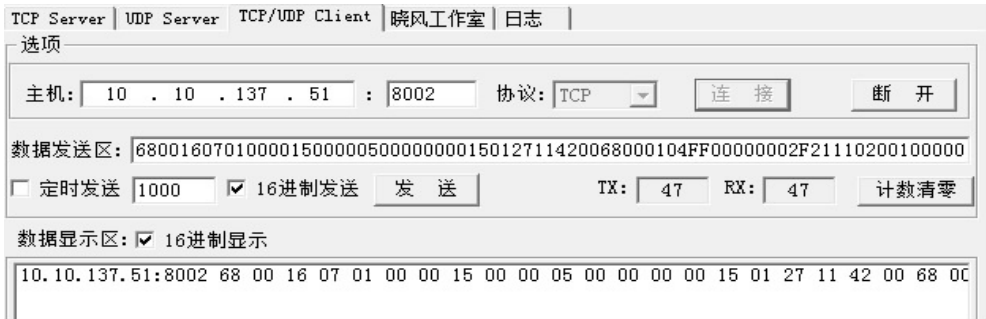 TCP Server UDP Server TCP/UDP Client 晓风工作室 日志
选项
主机: 10 . 10 . 137 . 51 : 8002 协议: TCP 连 接 断 开
数据发送区: 68001607010000150000050000000015012711420068000104FF00000002F21110200100000
定时发送 1000 16进制发送 发 送 TX: 47 RX: 47 计数清零
数据显示区: 16进制显示
10.10.137.51:8002 68 00 16 07 01 00 00 15 00 00 05 00 00 00 00 15 01 27 11 42 00 68 00